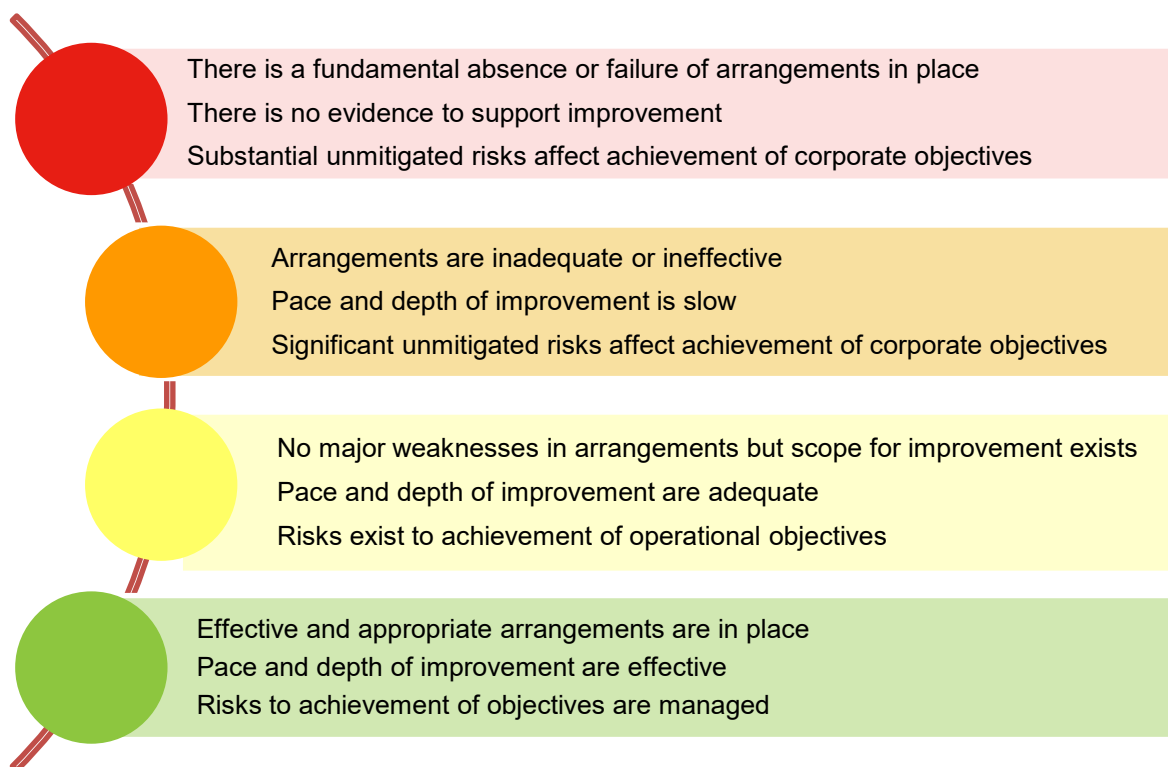 There is a fundamental absence or failure of arrangements in place
There is no evidence to support improvement
Substantial unmitigated risks affect achievement of corporate objectives
Arrangements are inadequate or ineffective
Pace and depth of improvement is slow
Significant unmitigated risks affect achievement of corporate objectives
No major weaknesses in arrangements but scope for improvement exists
Pace and depth of improvement are adequate
Risks exist to achievement of operational objectives
Effective and appropriate arrangements are in place
Pace and depth of improvement are effective
Risks to achievement of objectives are managed